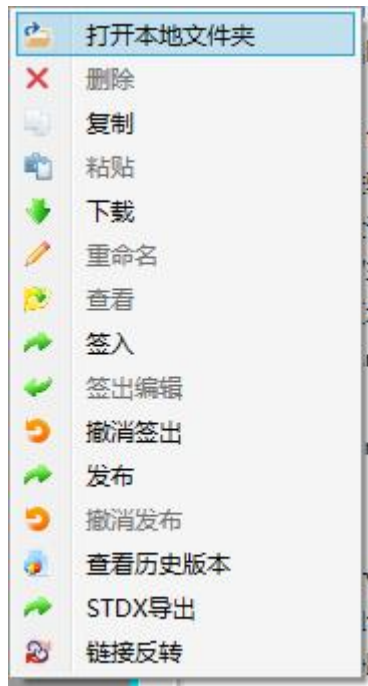 打开本地文件夹
删除
复制
粘贴
下载
重命名
查看
签入
签出编辑
撤消签出
发布
撤消发布
查看历史版本
STDX导出
链接反转